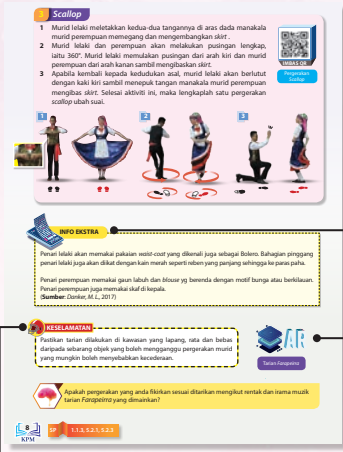 3 Scallop
1 Murid lelaki meletakkan kedua-dua tangannya di aras dada manakala
murid perempuan memegang dan mengembangkan skirt.
2 Murid lelaki dan perempuan akan melakukan pusingan lengkap,
iaitu 360°. Murid lelaki memulakan pusingan dari arah kiri dan murid
perempuan dari arah kanan sambil mengibaskan skirt.
3 Apabila kembali kepada kedudukan asal, murid lelaki akan berlutut
dengan kaki kiri sambil menepuk tangan manakala murid perempuan
mengibas skirt. Selesai aktiviti ini, maka lengkaplah satu pergerakan
scallop ubah suai.
IMBAS QR
Pergerakan
Scallop
1
2
3
INFO EKSTRA
Penari lelaki akan memakai pakaian waist-coat yang dikenali juga sebagai Bolero. Bahagian pinggang
penari lelaki juga akan diikat dengan kain merah seperti reben yang panjang sehingga ke paras paha.
Penari perempuan memakai gaun labuh dan blouse yg berenda dengan motif bunga atau berkilauan.
Penari perempuan juga memakai skaf di kepala.
(Sumber: Danker, M. L., 2017)
KESELAMATAN
Pastikan tarian dilakukan di kawasan yang lapang, rata dan bebas
daripada sebarang objek yang boleh mengganggu pergerakan murid
yang mungkin boleh menyebabkan kecederaan.
AR
Tarian Farapeirra
Apakah pergerakan yang anda fikirkan sesuai ditarikan mengikut rentak dan irama muzik
tarian Farapeirra yang dimainkan?
8
KPM
SP 1.1.3, 5.2.1, 5.2.3